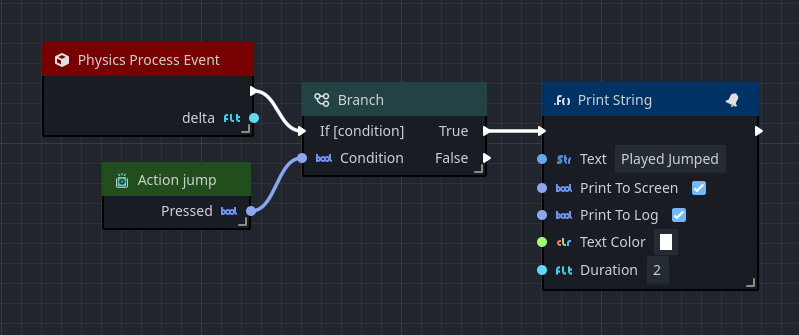 Physics Process Event
delta Flt
Action jump
Pressed bool
Branch
If [condition] True
bool Condition False
.f() Print String
Str Text Played Jumped
bool Print To Screen
bool Print To Log
clr Text Color
Flt Duration 2